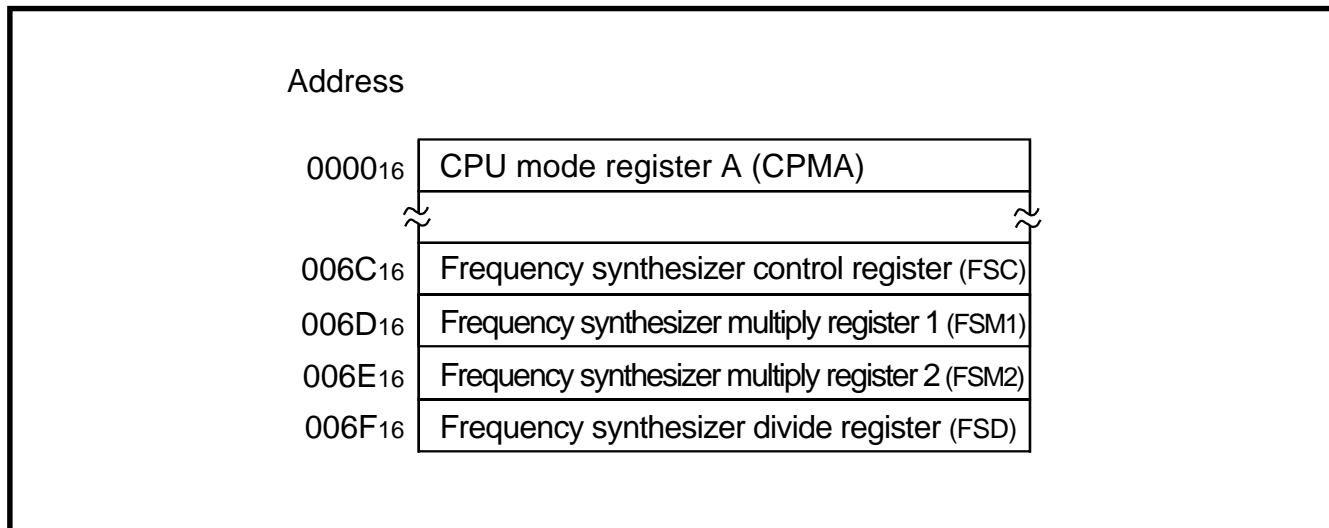 Address
0000₁₆ CPU mode register A (CPMA)
006C₁₆ Frequency synthesizer control register (FSC)
006D₁₆ Frequency synthesizer multiply register 1 (FSM1)
006E₁₆ Frequency synthesizer multiply register 2 (FSM2)
006F₁₆ Frequency synthesizer divide register (FSD)